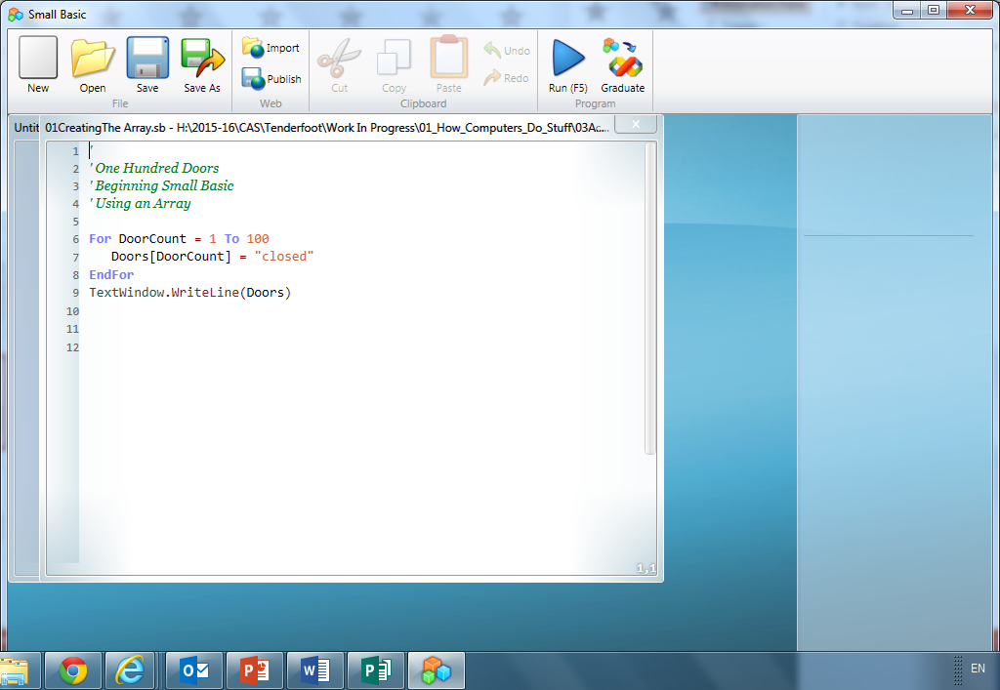 Small Basic
New
Open
Save
Save As
File
Import
Publish
Web
Cut
Copy
Paste
Undo
Redo
Clipboard
Run (F5)
Graduate
Program
Untit
01CreatingThe Array.sb - H:\2015-16\CAS\Tenderfoot\Work In Progress\01_How_Computers_Do_Stuff\03Ac...
1 '
2 ' One Hundred Doors
3 ' Beginning Small Basic
4 ' Using an Array
5
6 For DoorCount = 1 To 100
7 Doors[DoorCount] = "closed"
8 EndFor
9 TextWindow.WriteLine(Doors)
10
11
12
1,1
EN